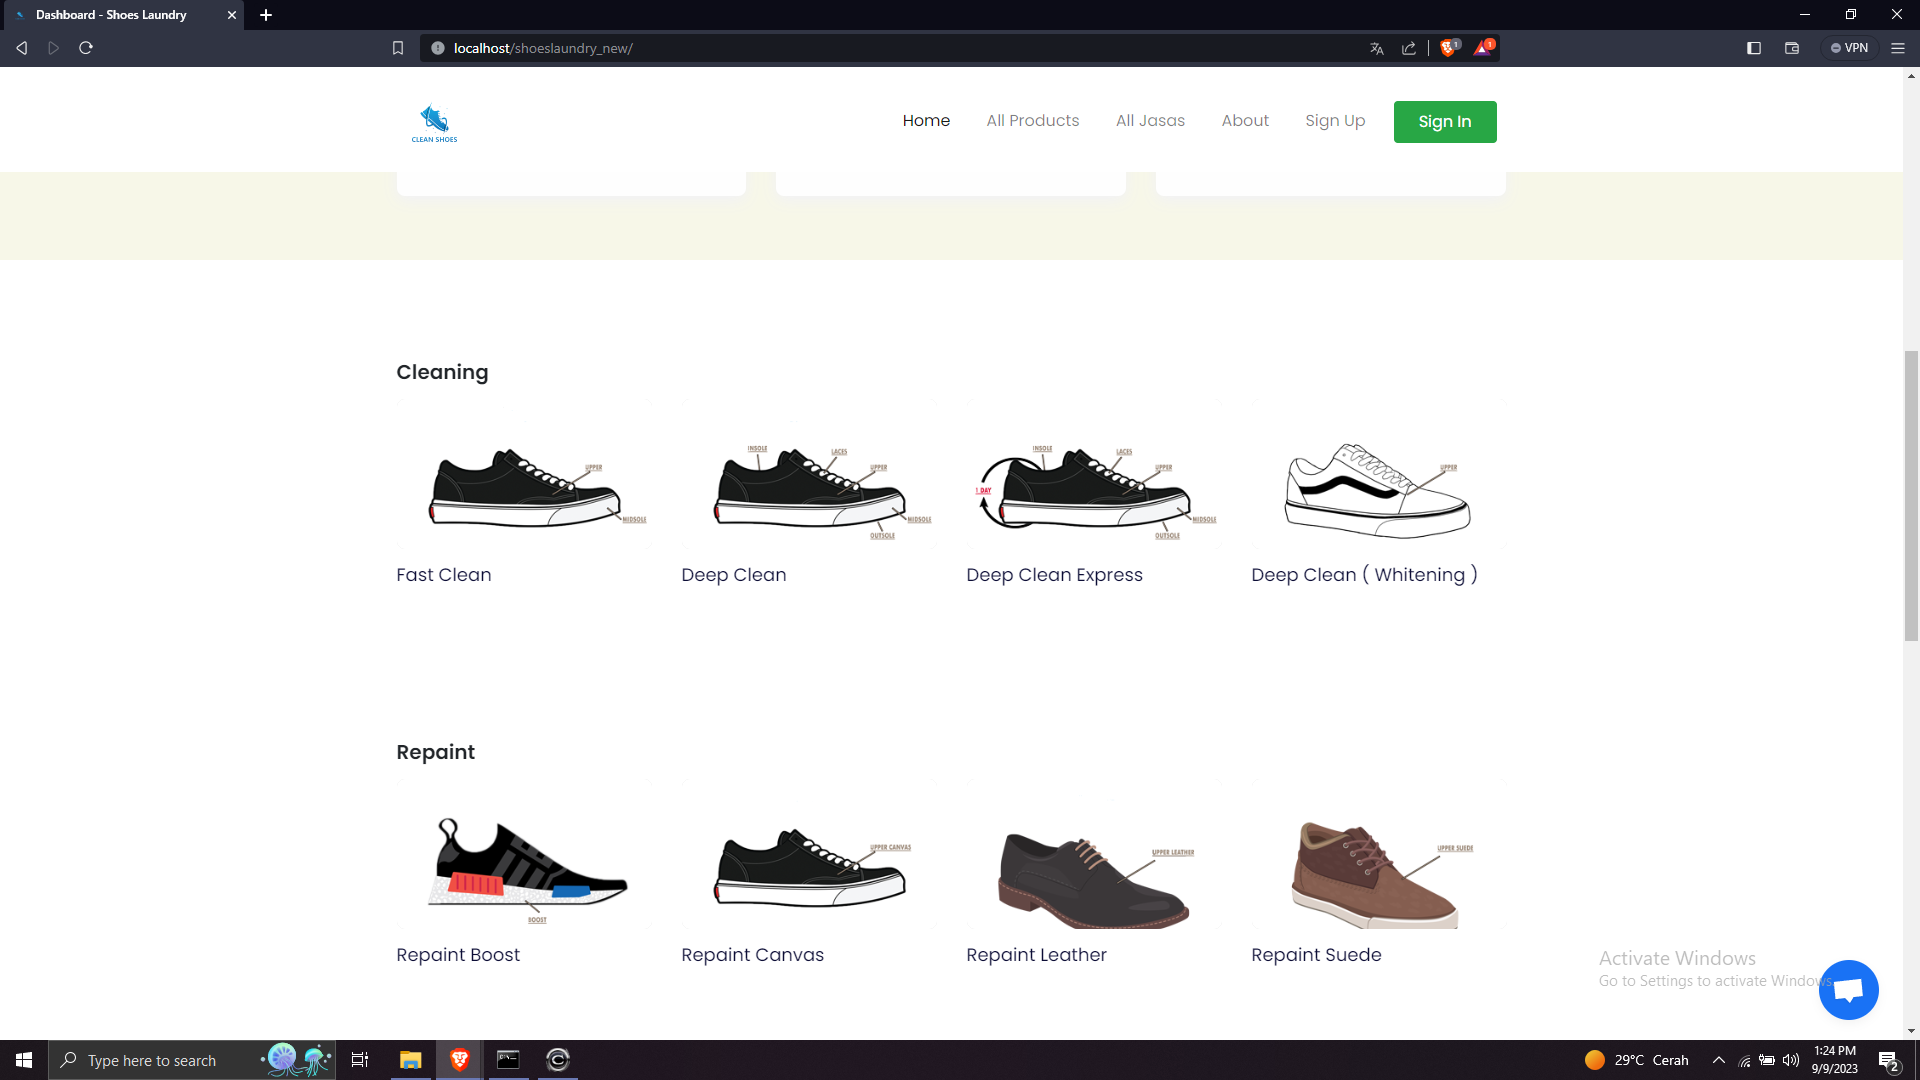 Dashboard - Shoes Laundry
localhost/shoeslaundry_new/
1
1
VPN
CLEAN SHOES
Home
All Products
All Jasas
About
Sign Up
Sign In
Cleaning
UPPER
MIDSOLE
INSOLE
LACES
UPPER
MIDSOLE
OUTSOLE
1 DAY
INSOLE
LACES
UPPER
MIDSOLE
OUTSOLE
UPPER
Fast Clean
Deep Clean
Deep Clean Express
Deep Clean ( Whitening )
Repaint
BOOST
UPPER CANVAS
UPPER LEATHER
UPPER SUEDE
Repaint Boost
Repaint Canvas
Repaint Leather
Repaint Suede
Activate Windows
Go to Settings to activate Windows.
Type here to search
29°C Cerah
1:24 PM
9/9/2023
2